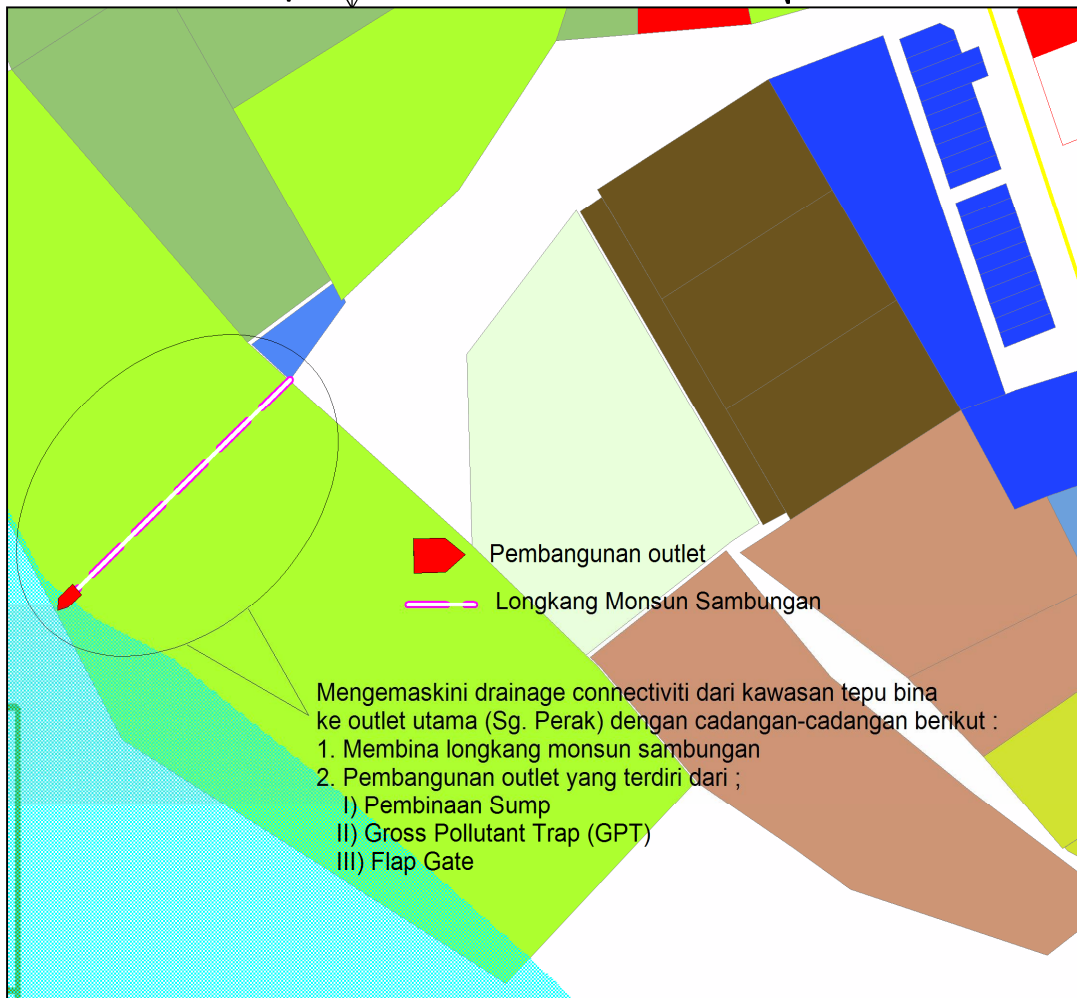 Pembangunan outlet
Longkang Monsun Sambungan
Mengemaskini drainage connectiviti dari kawasan tepu bina
ke outlet utama (Sg. Perak) dengan cadangan-cadangan berikut :
1. Membina longkang monsun sambungan
2. Pembangunan outlet yang terdiri dari ;
I) Pembinaan Sump
II) Gross Pollutant Trap (GPT)
III) Flap Gate